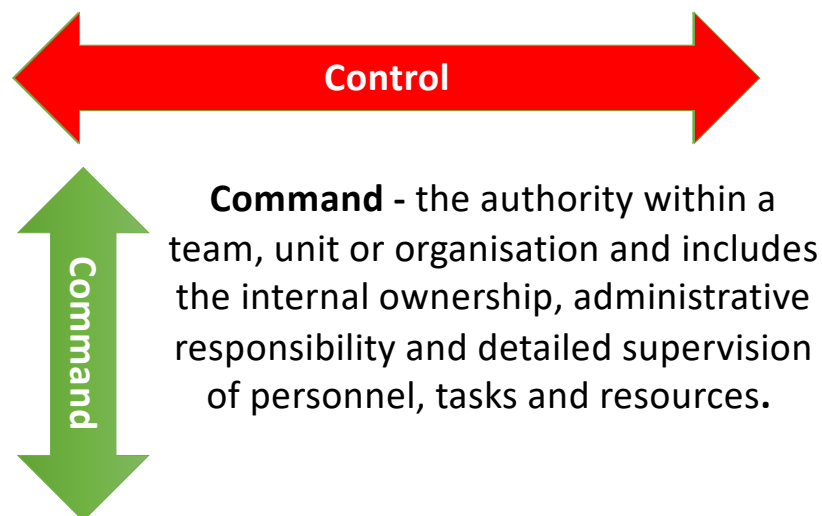 Control
Command
Command - the authority within a
team, unit or organisation and includes
the internal ownership, administrative
responsibility and detailed supervision
of personnel, tasks and resources.